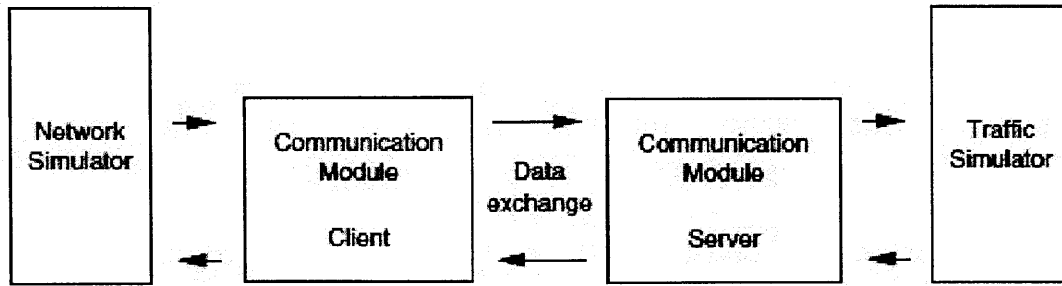 Network
Simulator
Communication
Module
Client
Data
exchange
Communication
Module
Server
Traffic
Simulator